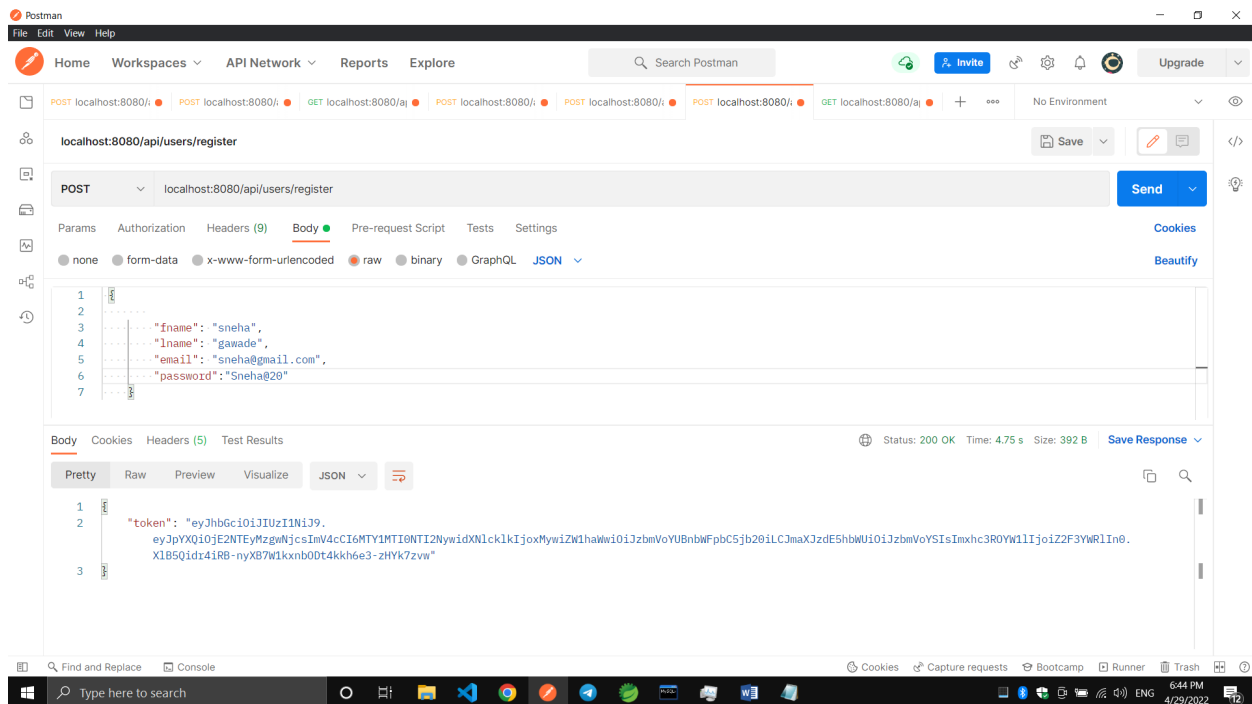 Postman
File Edit View Help
Home Workspaces API Network Reports Explore Search Postman Invite Upgrade
POST localhost:8080/a POST localhost:8080/a GET localhost:8080/ap POST localhost:8080/a POST localhost:8080/a POST localhost:8080/a GET localhost:8080/ap No Environment
localhost:8080/api/users/register Save
POST localhost:8080/api/users/register Send
Params Authorization Headers (9) Body Pre-request Script Tests Settings Cookies
none form-data x-www-form-urlencoded raw binary GraphQL JSON Beautify
1 {
2
3 "fname": "sneha",
4 "lname": "gawade",
5 "email": "sneha@gmail.com",
6 "password":"Sneha@20"
7 }
Body Cookies Headers (5) Test Results Status: 200 OK Time: 4.75 s Size: 392 B Save Response
Pretty Raw Preview Visualize JSON
1 {
2 "token": "eyJhbGciOiJIUzI1NiJ9.
eyJpYXQiOjE2NTEyMzgwNjcsImV4cCI6MTY1MTI0NTI2NywidXNlcklkIjoxMywiZW1haWwiOiJzbmVoYUBnbWFpbC5jb20iLCJmaXJzdE5hbWUiOiJzbmVoYSIsImxhc3ROYW1lIjoiZ2F3YWRlIn0.
XlB5Qidr4iRB-nyXB7W1kxnbODt4kkh6e3-zHYk7zvw"
3 }
Find and Replace Console Cookies Capture requests Bootcamp Runner Trash
Type here to search ENG 6:44 PM
4/29/2022 12